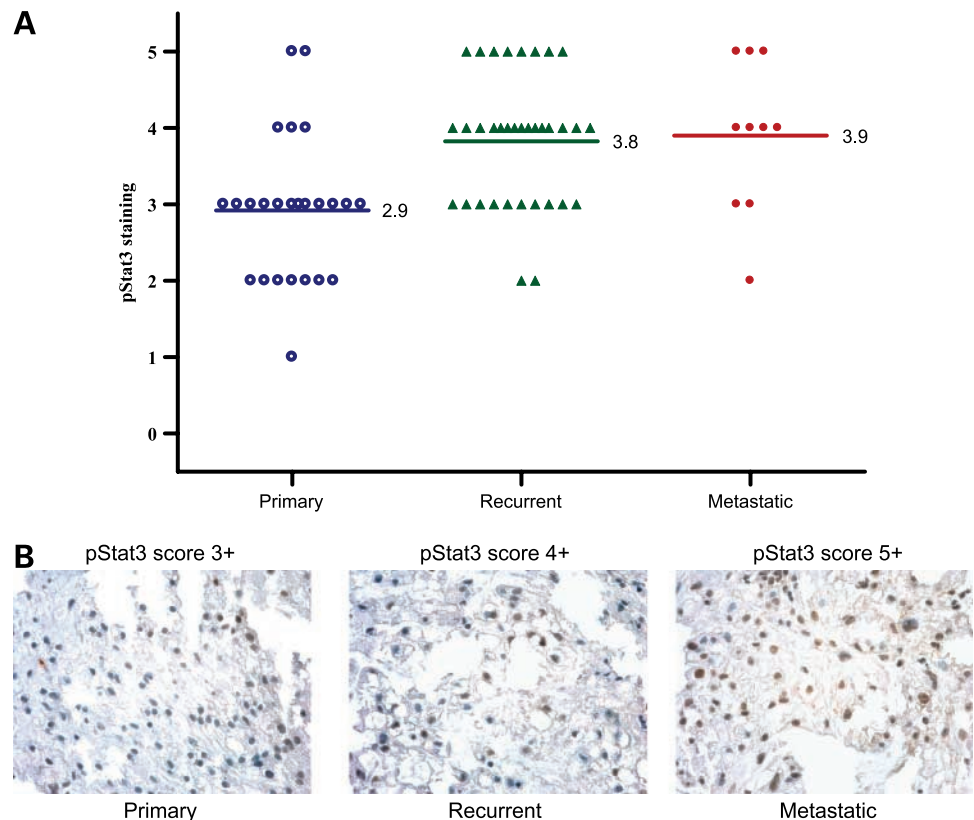 A
5
4
3
2
1
0
pStat3 staining
2.9
3.8
3.9
Primary
Recurrent
Metastatic
B
pStat3 score 3+
pStat3 score 4+
pStat3 score 5+
Primary
Recurrent
Metastatic